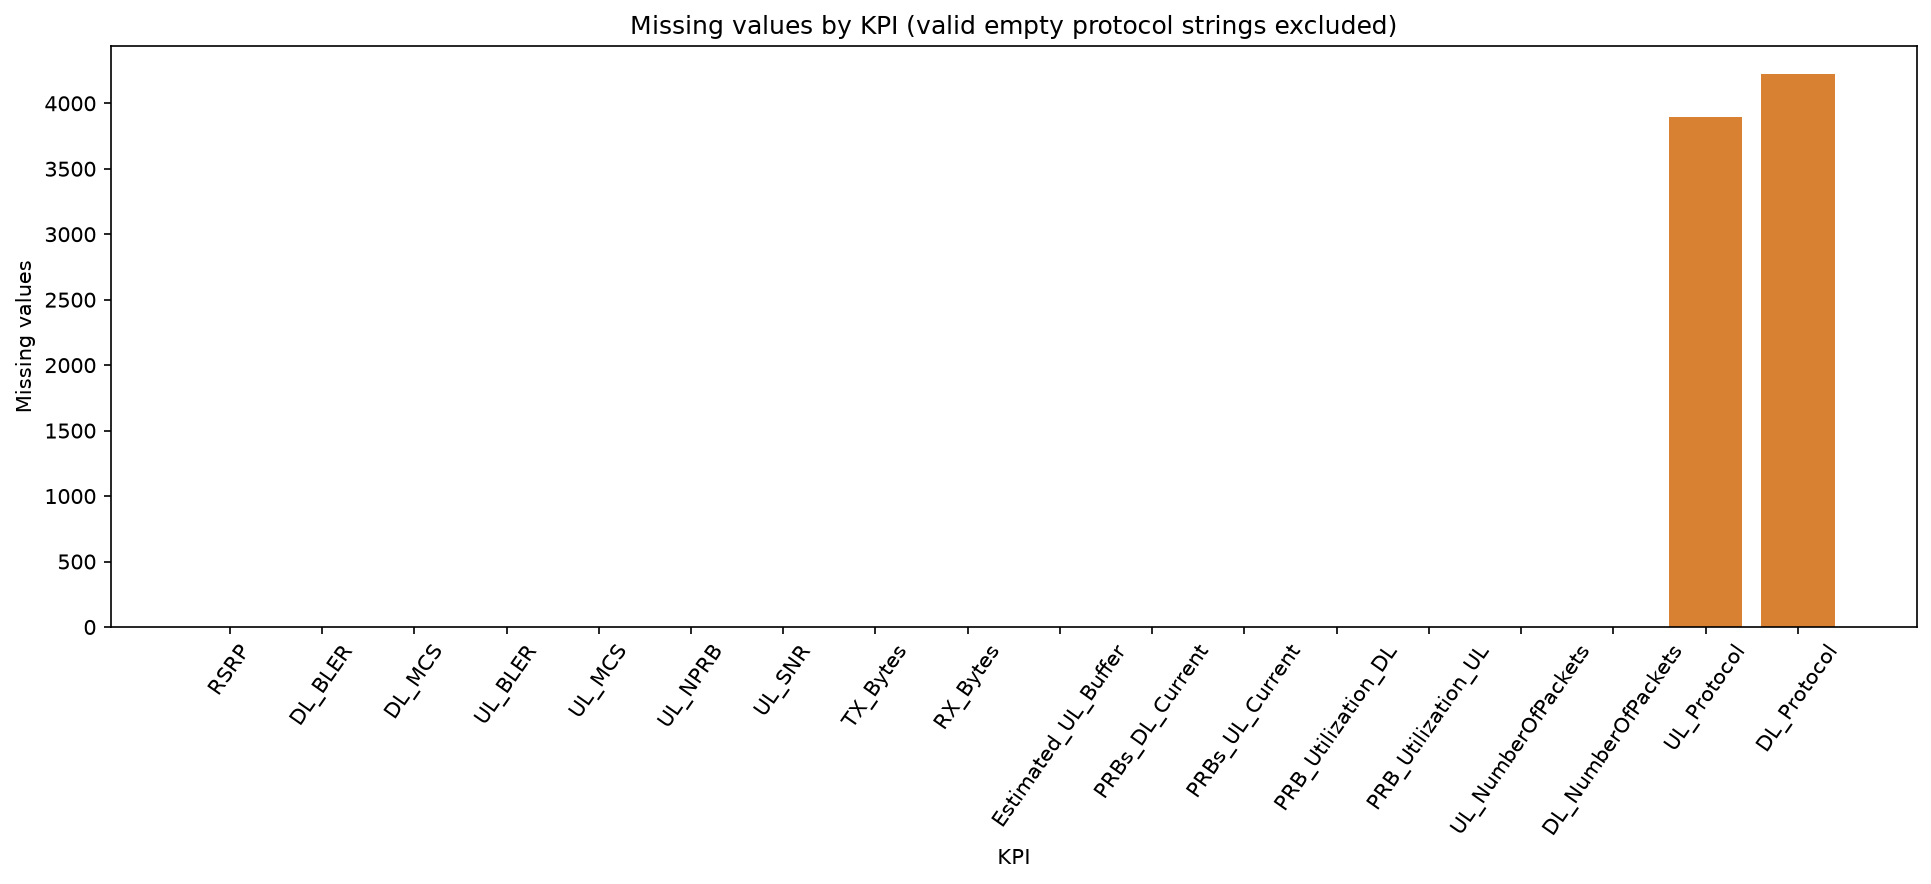 Missing values by KPI (valid empty protocol strings excluded)
Missing values
4000
3500
3000
2500
2000
1500
1000
500
0
RSRP
DL_BLER
DL_MCS
UL_BLER
UL_MCS
UL_NPRB
UL_SNR
TX_Bytes
RX_Bytes
Estimated_UL_Buffer
PRBs_DL_Current
PRBs_UL_Current
PRB_Utilization_DL
PRB_Utilization_UL
UL_NumberOfPackets
DL_NumberOfPackets
UL_Protocol
DL_Protocol
KPI